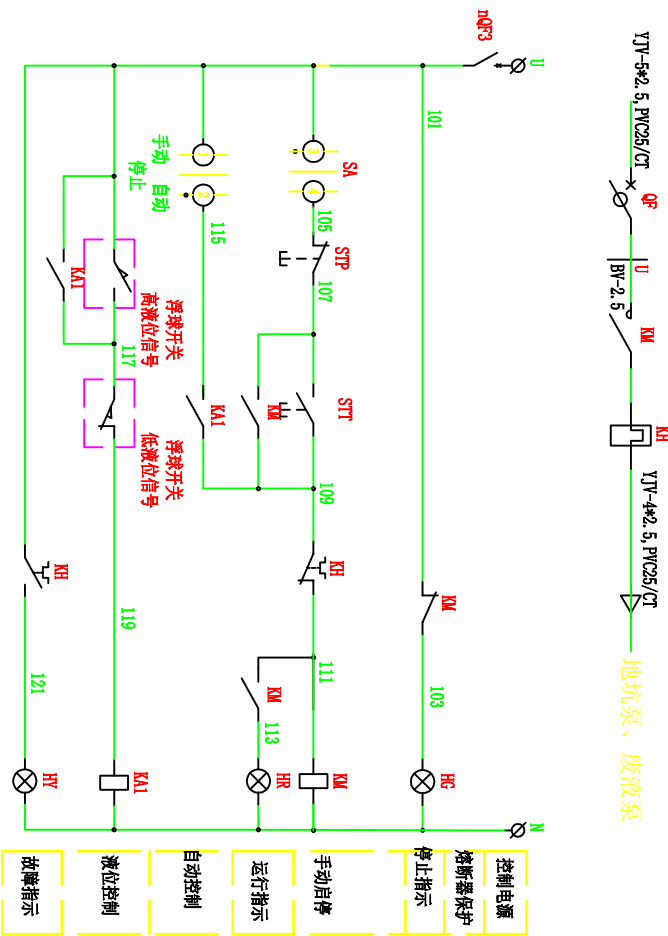 YJV-5*2.5,PVC25/CT
QF
U
BV-2.5
KM
KH
YJV-4*2.5,PVC25/CT
地坑泵、废液泵
nQF3
U
101
KM
103
HG
N
控制电源
熔断器保护
停止指示
SA
3
4
105
STP
107
STT
KM
109
KH
111
KM
手动启停
KM
113
HR
运行指示
手动
停止
自动
1
2
115
KA1
自动控制
KA1
浮球开关
高液位信号
117
浮球开关
低液位信号
119
KA1
液位控制
KH
121
HY
故障指示